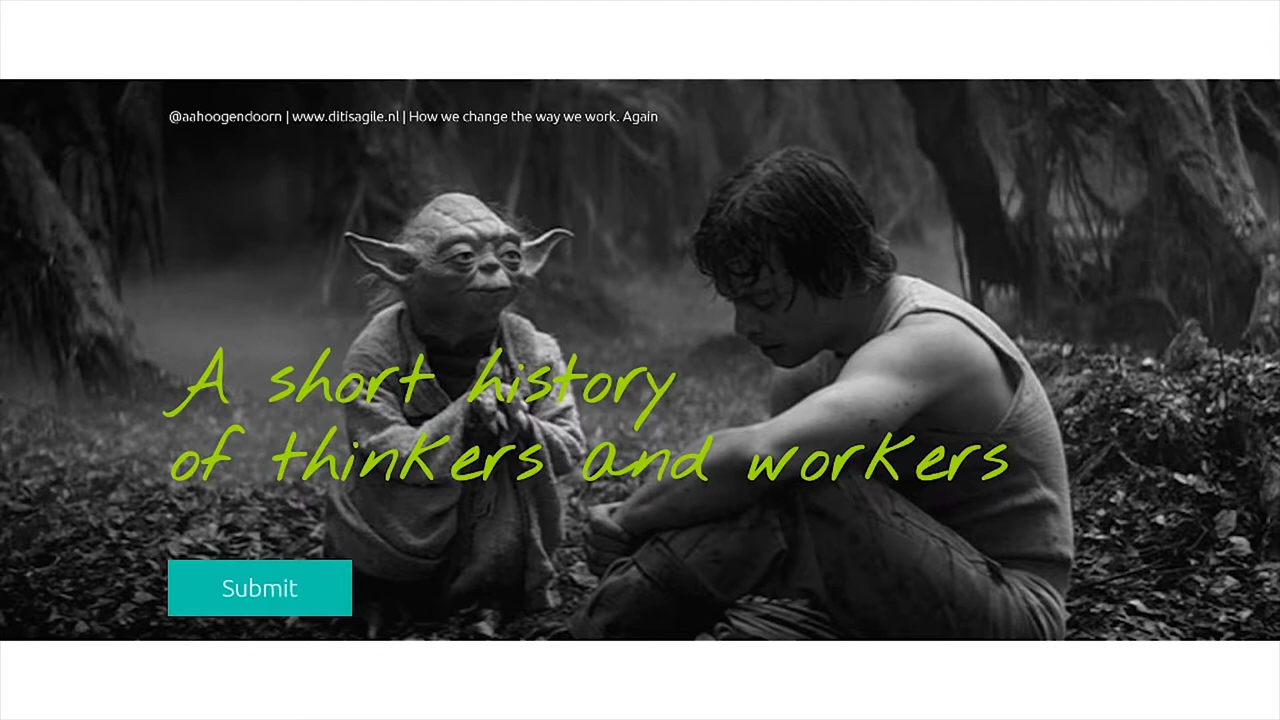 @aahoogendoorn | www.ditisagile.nl | How we change the way we work. Again
A short history
of thinkers and workers
Submit